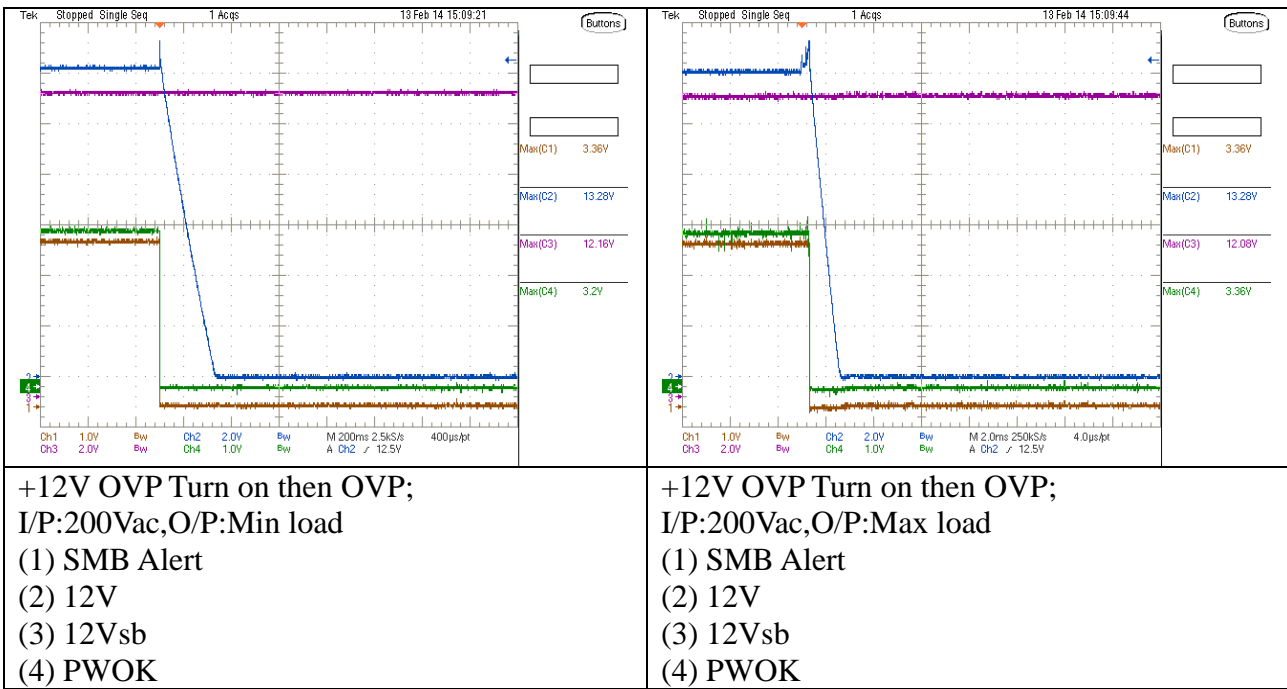 Tek Stopped Single Seq 1 Acqs 13 Feb 14 15:09:21
Buttons
Max(C1) 3.36V
Max(C2) 13.28V
Max(C3) 12.16V
Max(C4) 3.2V
Ch1 1.0V Bw Ch2 2.0V Bw M 200ms 2.5kS/s 400µs/pt
Ch3 2.0V Bw Ch4 1.0V Bw A Ch2 ∕ 12.5V
+12V OVP Turn on then OVP;
I/P:200Vac,O/P:Min load
(1) SMB Alert
(2) 12V
(3) 12Vsb
(4) PWOK
Tek Stopped Single Seq 1 Acqs 13 Feb 14 15:09:44
Buttons
Max(C1) 3.36V
Max(C2) 13.28V
Max(C3) 12.08V
Max(C4) 3.36V
Ch1 1.0V Bw Ch2 2.0V Bw M 2.0ms 250kS/s 4.0µs/pt
Ch3 2.0V Bw Ch4 1.0V Bw A Ch2 ∕ 12.5V
+12V OVP Turn on then OVP;
I/P:200Vac,O/P:Max load
(1) SMB Alert
(2) 12V
(3) 12Vsb
(4) PWOK